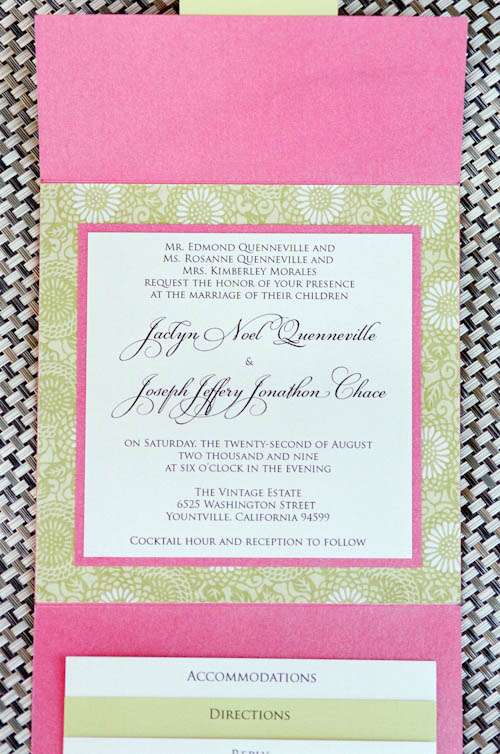 Mr. Edmond Quenneville and
Ms. Rosanne Quenneville and
Mrs. Kimberley Morales
request the honor of your presence
at the marriage of their children
Jaclyn Noel Quenneville
&
Joseph Jeffery Jonathon Chace
on Saturday, the twenty-second of August
two thousand and nine
at six o'clock in the evening
The Vintage Estate
6525 Washington Street
Yountville, California 94599
Cocktail hour and reception to follow
Accommodations
Directions
Reply